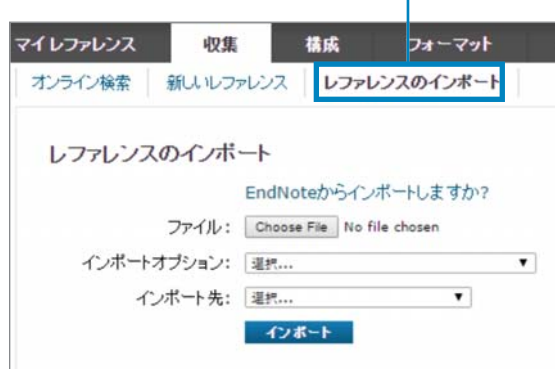 マイレファレンス 収集 構成 フォーマット
オンライン検索 新しいレファレンス レファレンスのインポート
レファレンスのインポート
EndNoteからインポートしますか?
ファイル: Choose File No file chosen
インポートオプション: 選択...
インポート先: 選択...
インポート